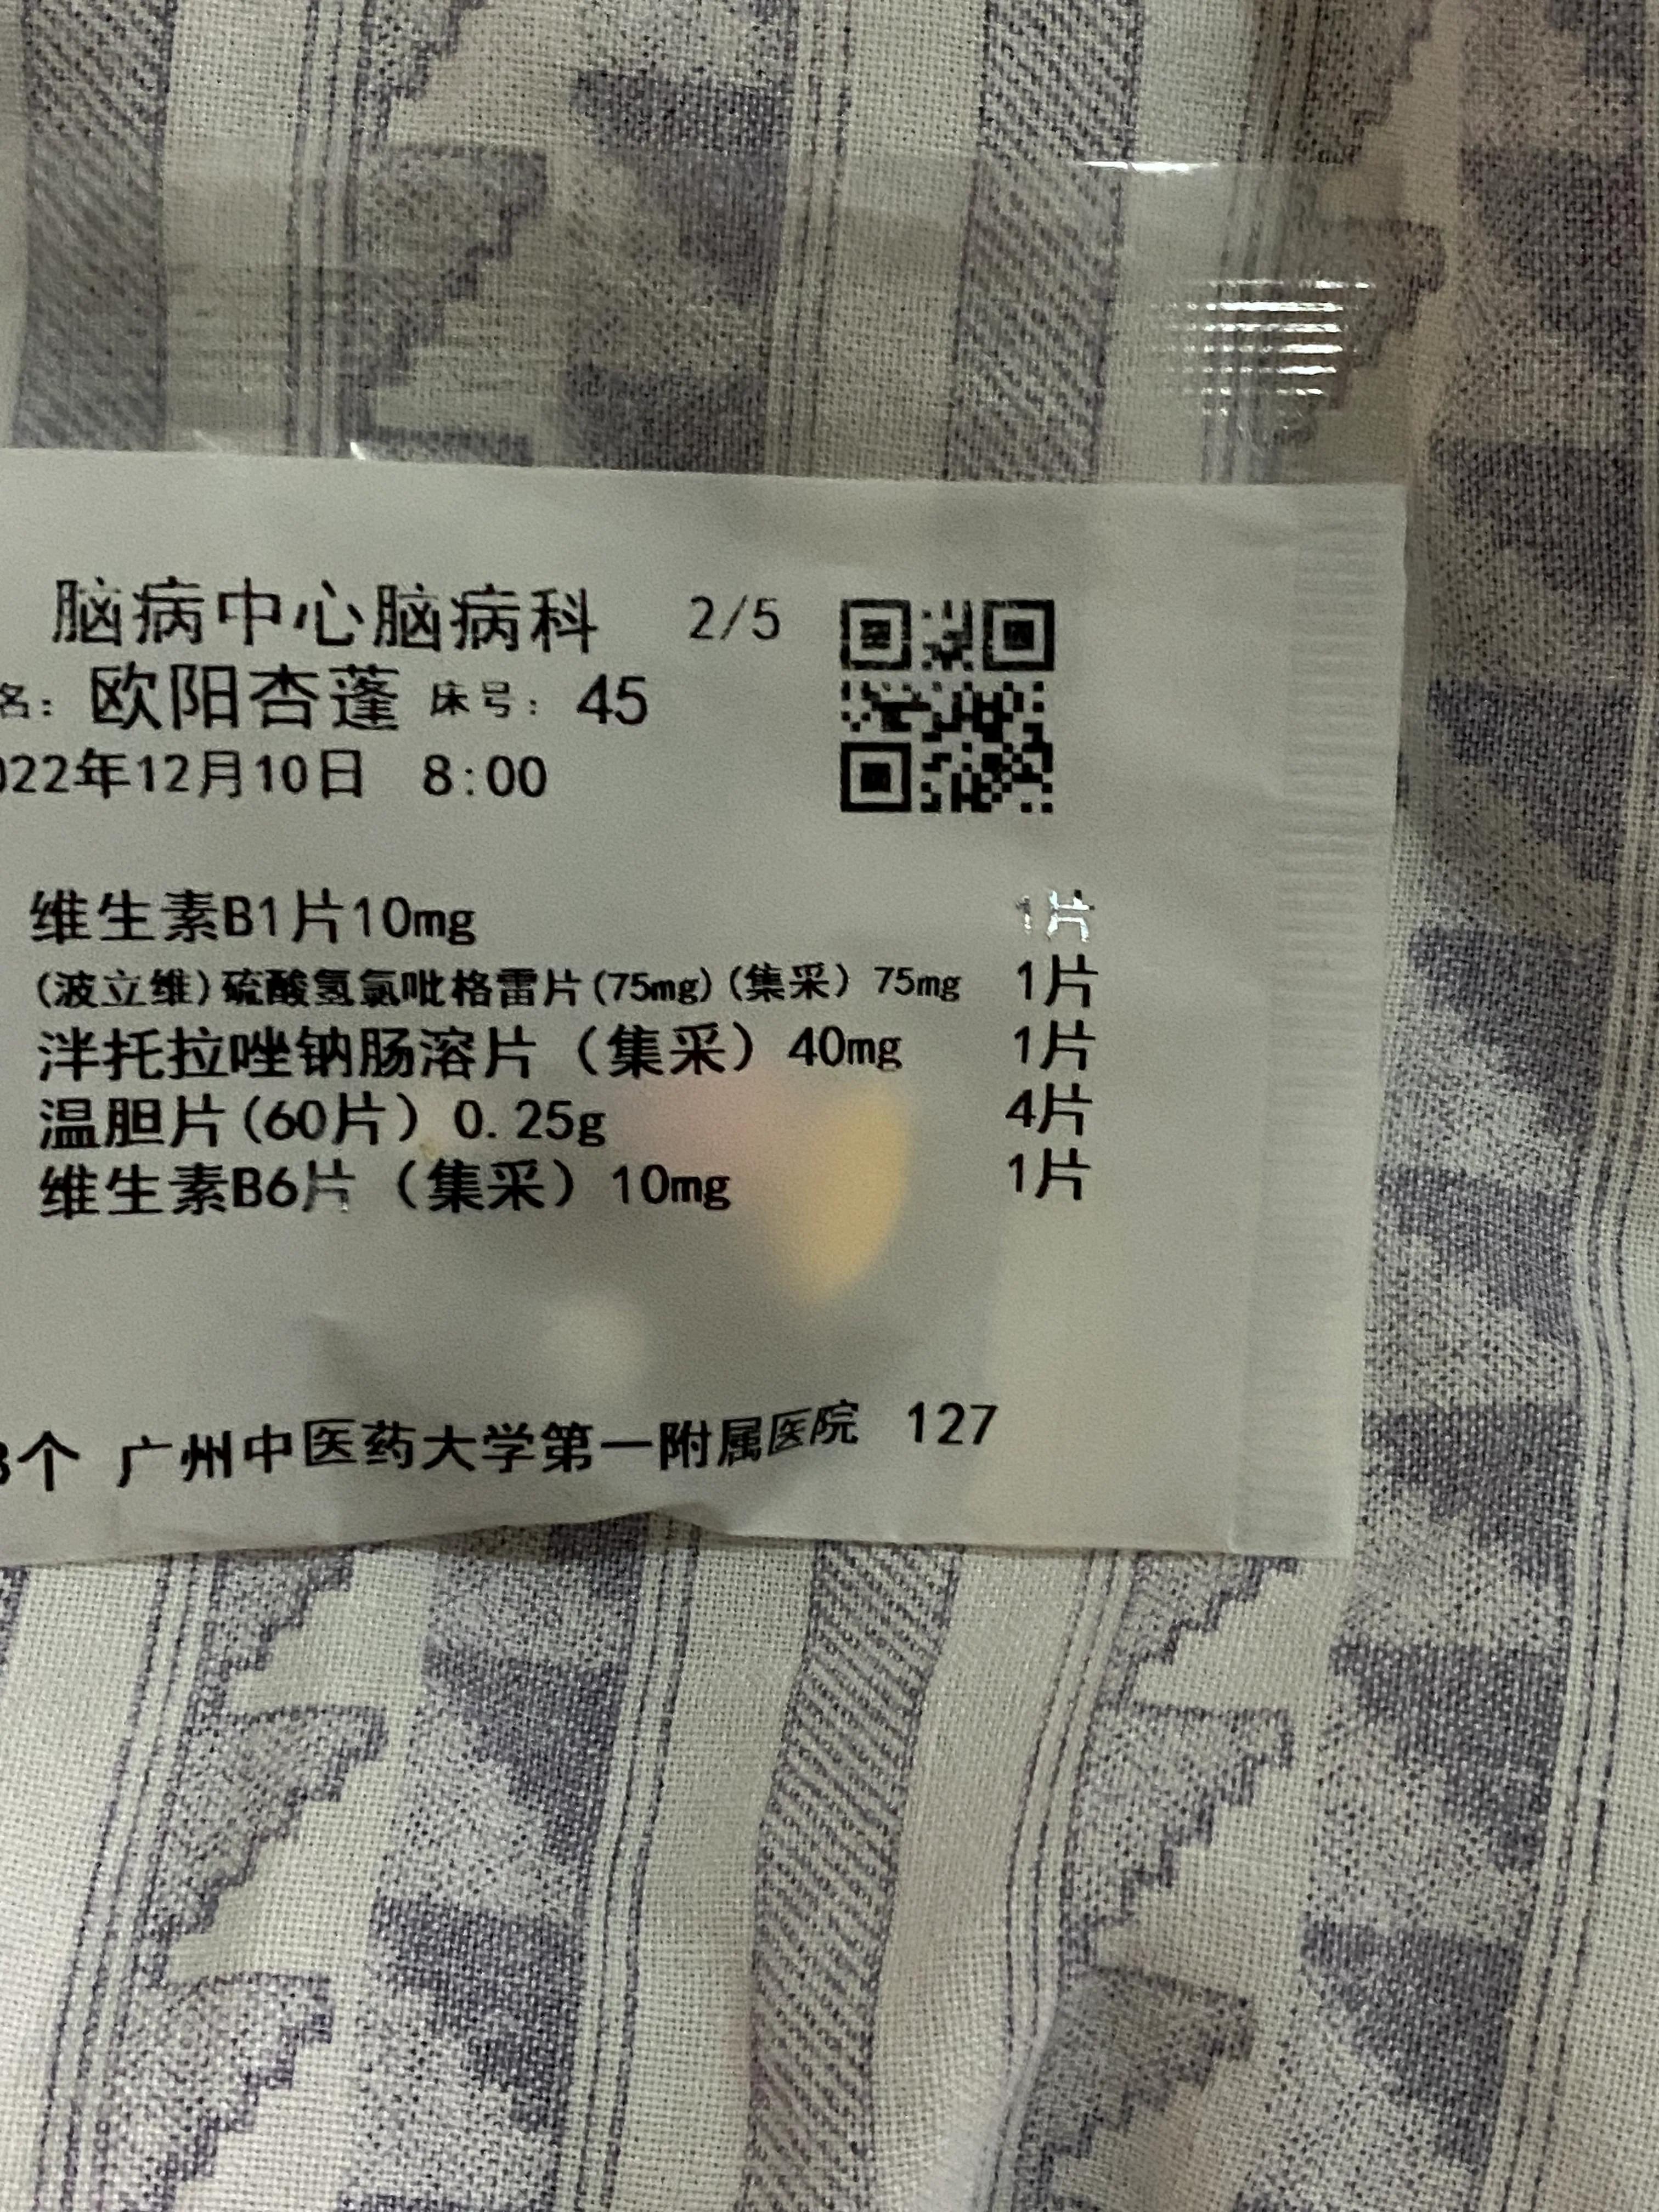 脑病中心脑病科 2/5
名：欧阳杏蓬 床号：45
022年12月10日 8:00
维生素B1片10mg 1片
(波立维)硫酸氢氯吡格雷片(75mg)(集采) 75mg 1片
泮托拉唑钠肠溶片（集采）40mg 1片
温胆片(60片) 0.25g 4片
维生素B6片（集采）10mg 1片
8个 广州中医药大学第一附属医院 127